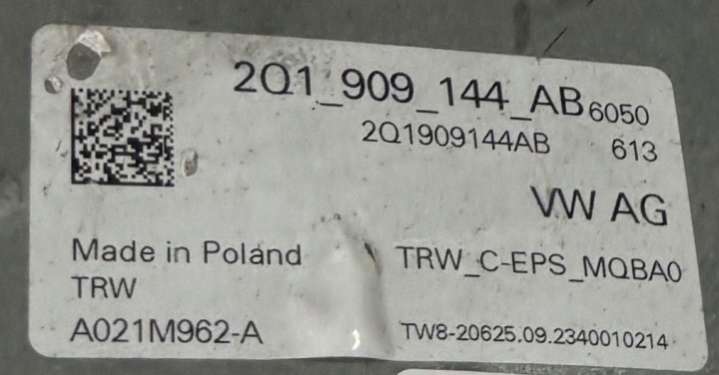 2Q1_909_144_AB 6050
2Q1909144AB 613
VW AG
Made in Poland
TRW_C-EPS_MQBA0
TRW
A021M962-A
TW8-20625.09.2340010214